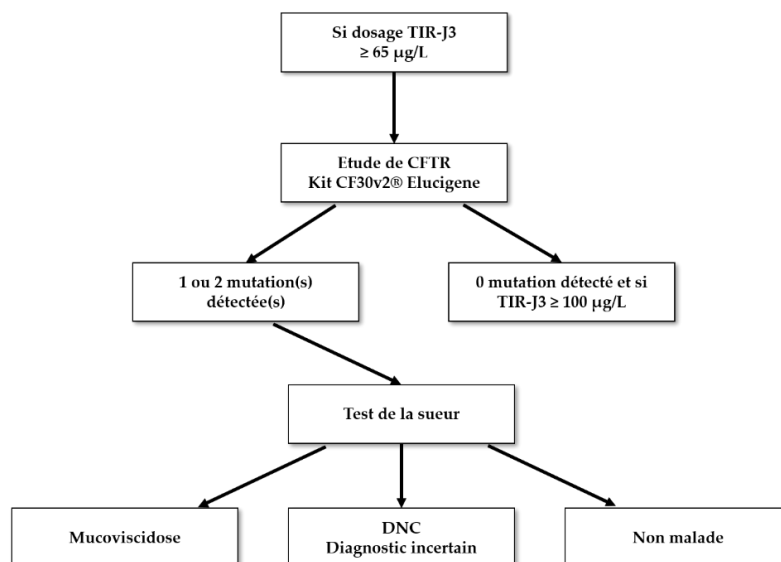 Si dosage TIR-J3
≥ 65 µg/L
Etude de CFTR
Kit CF30v2® Elucigene
1 ou 2 mutation(s)
détectée(s)
0 mutation détecté et si
TIR-J3 ≥ 100 µg/L
Test de la sueur
Mucoviscidose
DNC
Diagnostic incertain
Non malade